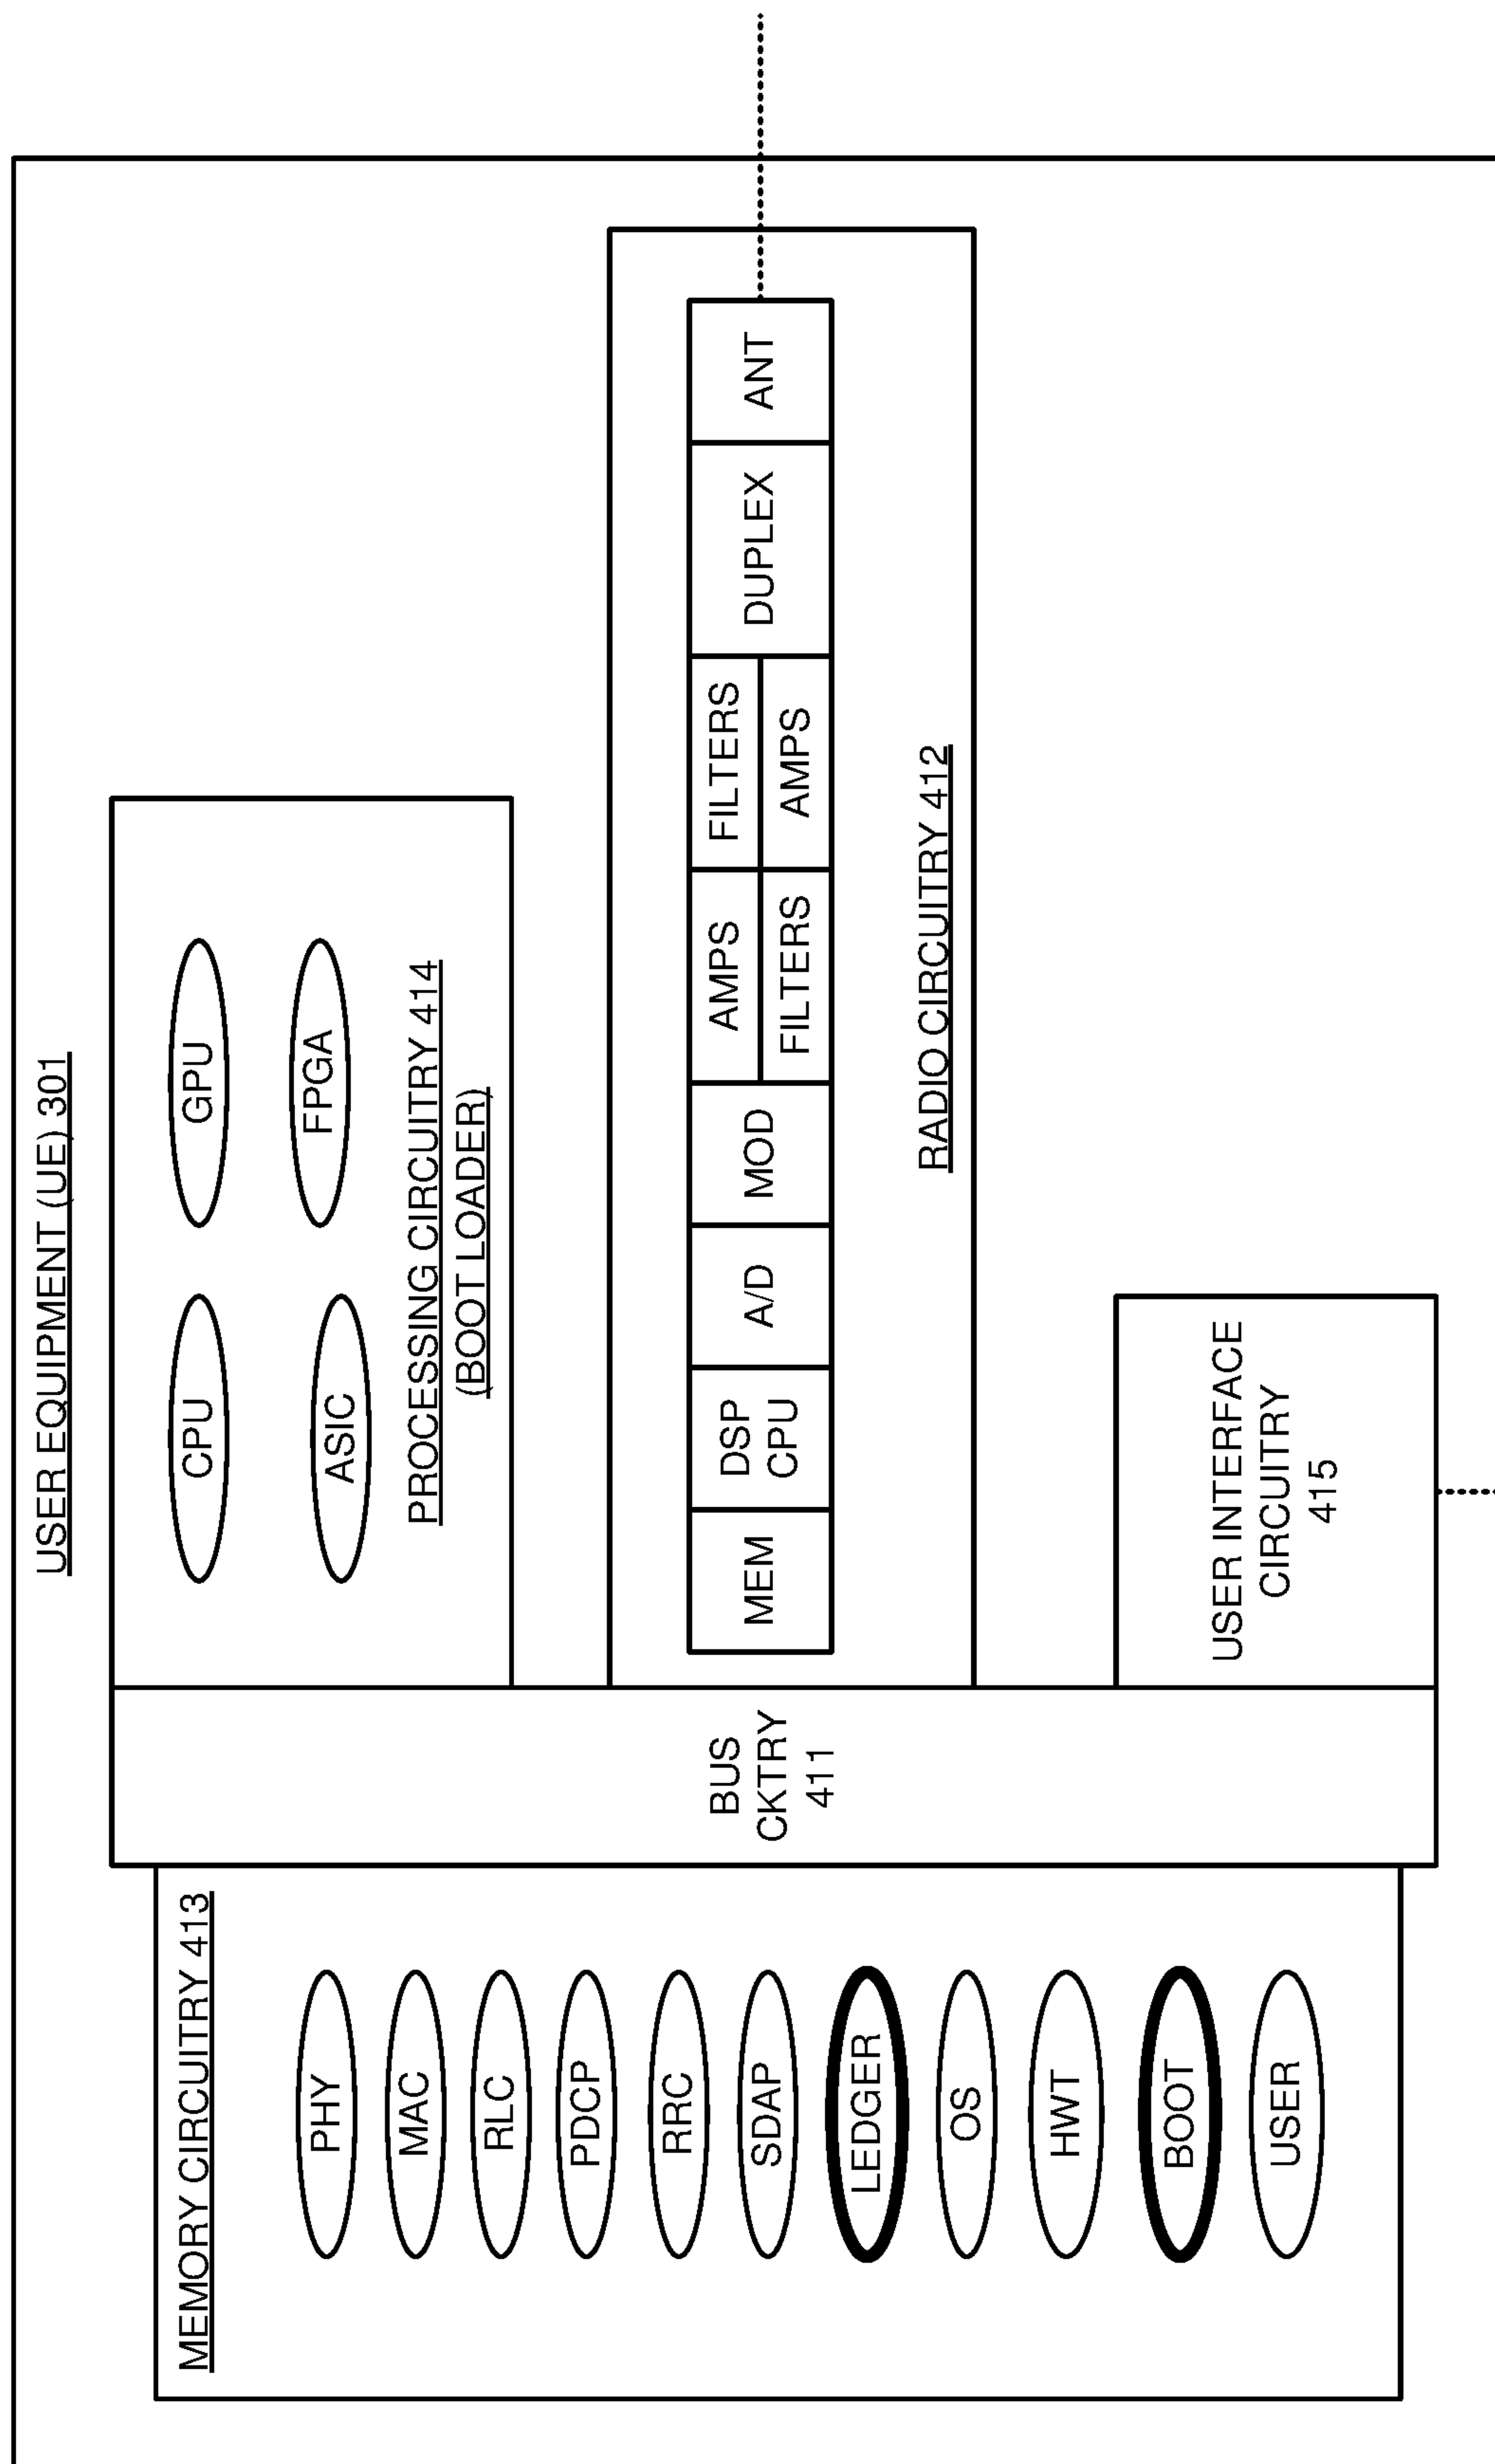 USER EQUIPMENT (UE) 301
MEMORY CIRCUITRY 413
PHY
MAC
RLC
PDCP
RRC
SDAP
LEDGER
OS
HWT
BOOT
USER
BUS
CKTRY
411
CPU
GPU
ASIC
FPGA
PROCESSING CIRCUITRY 414
(BOOT LOADER)
MEM
DSP
CPU
A/D
MOD
AMPS
FILTERS
FILTERS
AMPS
DUPLEX
ANT
RADIO CIRCUITRY 412
USER INTERFACE
CIRCUITRY
415